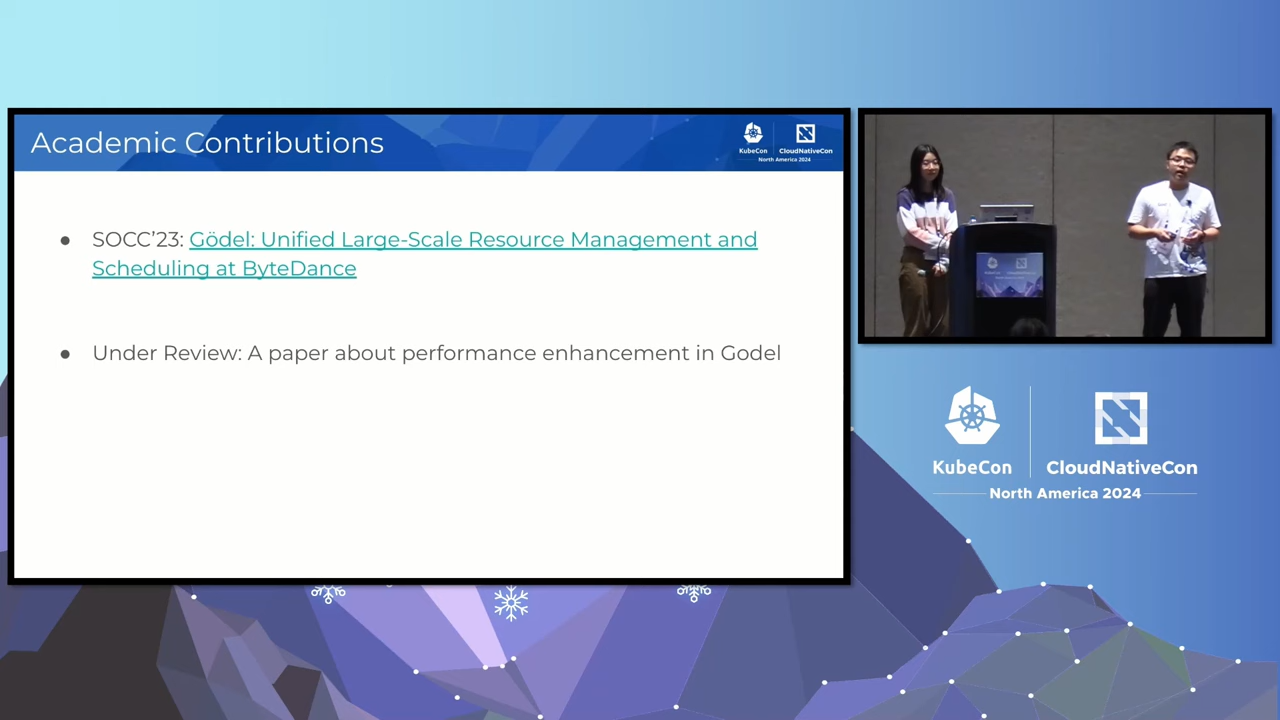 Academic Contributions
KubeCon
CloudNativeCon
North America 2024
● SOCC’23: Gödel: Unified Large-Scale Resource Management and
Scheduling at ByteDance
● Under Review: A paper about performance enhancement in Godel
KubeCon
CloudNativeCon
North America 2024